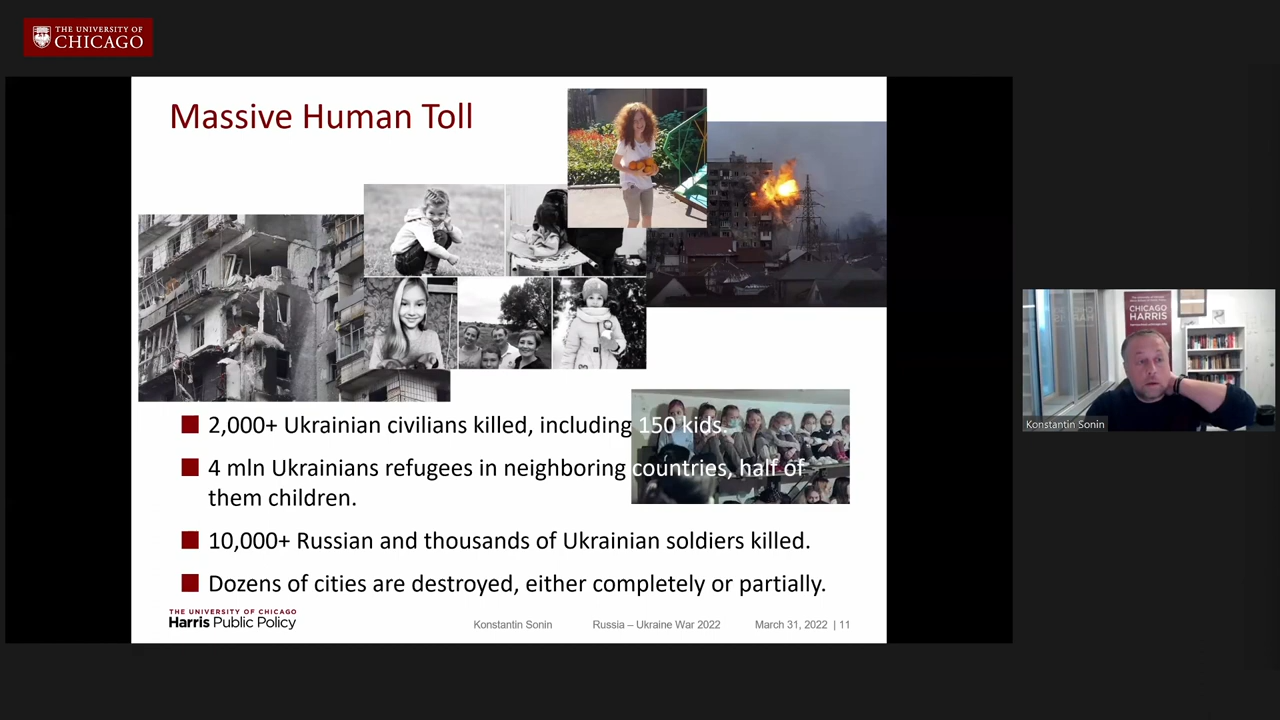 THE UNIVERSITY OF
CHICAGO
Massive Human Toll
2,000+ Ukrainian civilians killed, including 150 kids.
4 mln Ukrainians refugees in neighboring countries, half of
them children.
10,000+ Russian and thousands of Ukrainian soldiers killed.
Dozens of cities are destroyed, either completely or partially.
THE UNIVERSITY OF CHICAGO
Harris Public Policy
Konstantin Sonin
Russia – Ukraine War 2022
March 31, 2022 | 11
CHICAGO
HARRIS
Konstantin Sonin